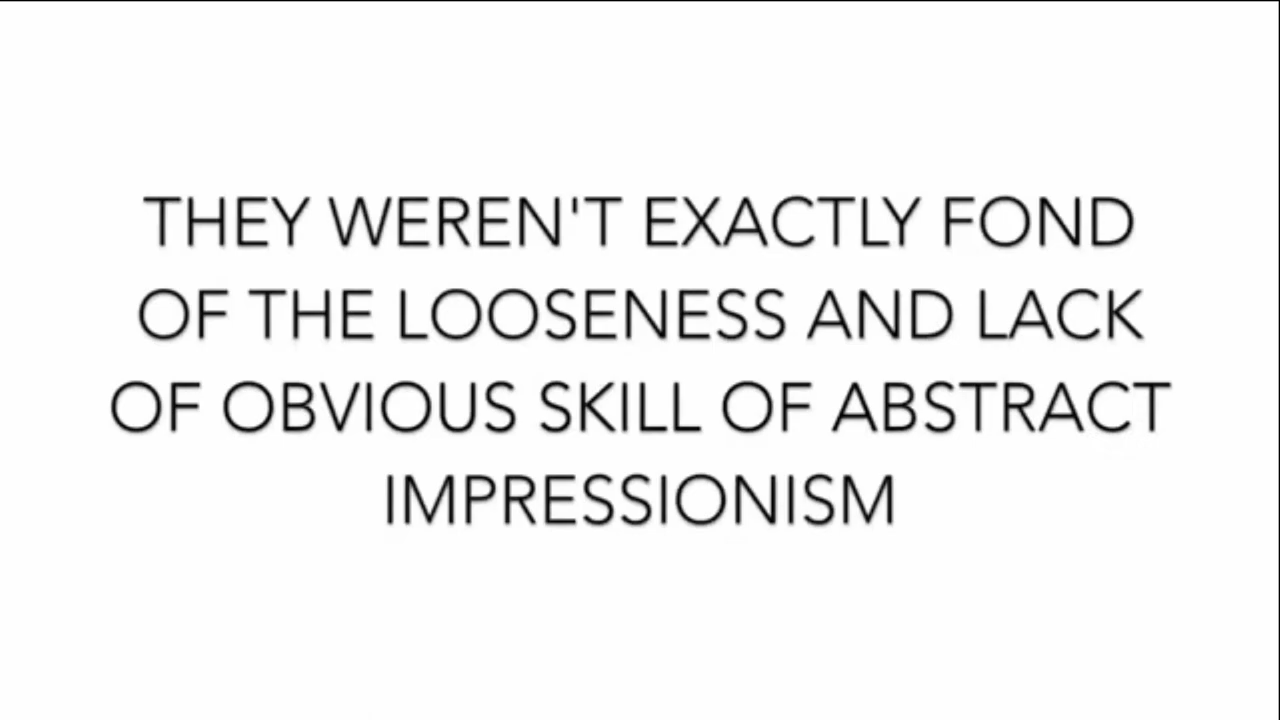 THEY WEREN'T EXACTLY FOND
OF THE LOOSENESS AND LACK
OF OBVIOUS SKILL OF ABSTRACT
IMPRESSIONISM